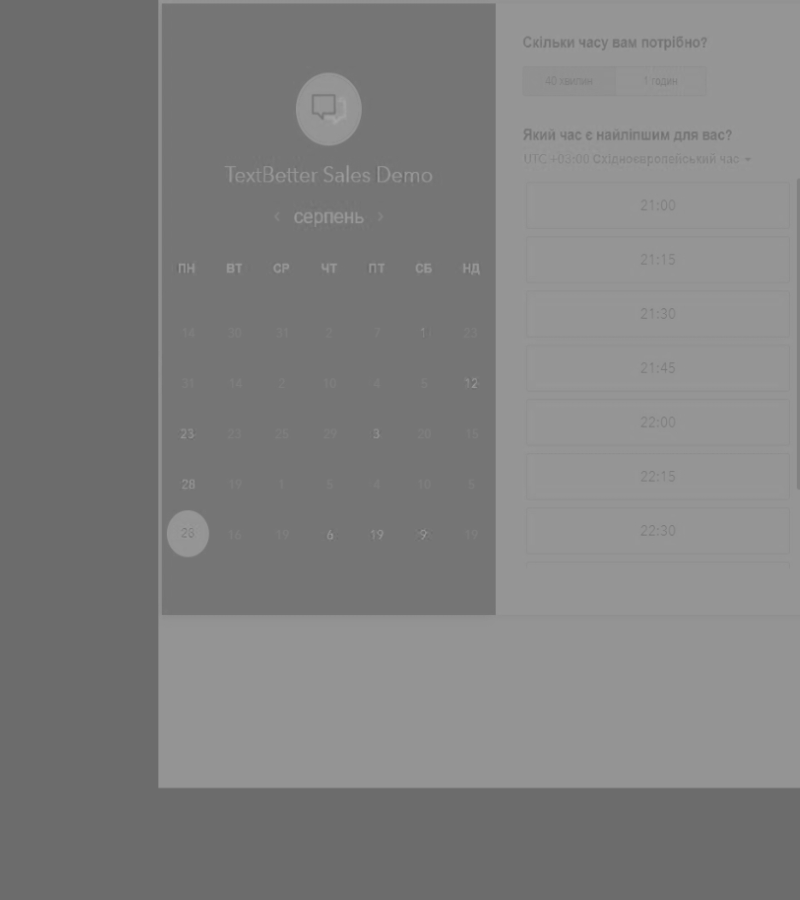 TextBetter Sales Demo
‹ серпень ›
ПН ВТ СР ЧТ ПТ СБ НД
14 30 31 2 7 1 23
31 14 2 10 4 5 12
23 23 25 29 3 20 15
28 19 1 5 4 10 6
26 16 19 6 19 9 19
Скільки часу вам потрібно?
40 хвилин 1 годин
Який час є найліпшим для вас?
UTC +03:00 Східноєвропейський час
21:00
21:15
21:30
21:45
22:00
22:15
22:30